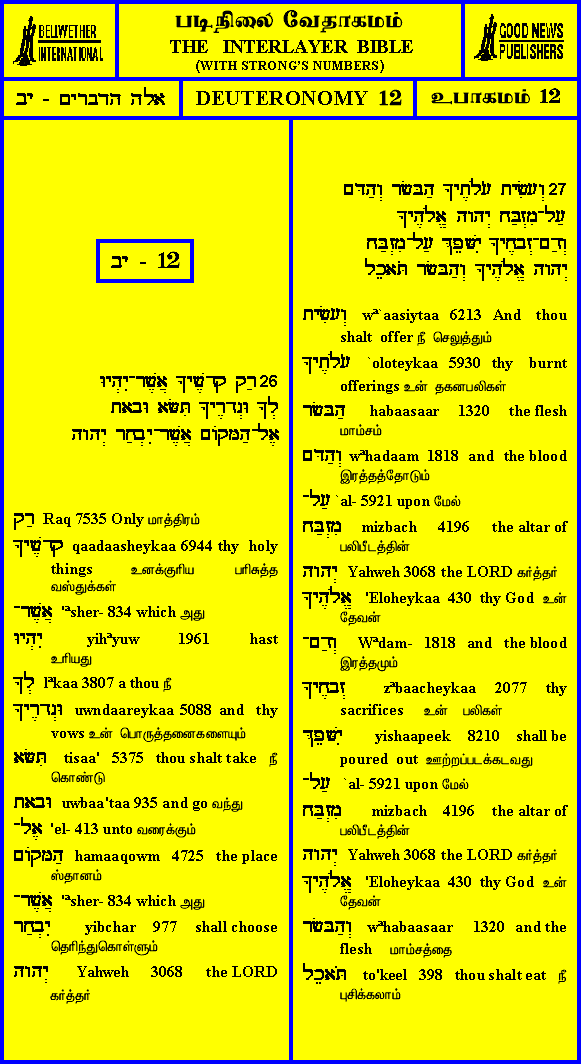 BELLWETHER
INTERNATIONAL
படிநிலை வேதாகமம்
THE INTERLAYER BIBLE
(WITH STRONG'S NUMBERS)
GOOD NEWS
PUBLISHERS
אלה הדברים - יב
DEUTERONOMY 12
உபாகமம் 12
יב - 12
26 רַק קָדָשֶׁיךָ אֲשֶׁר־יִהְיוּ
לְךָ וּנְדָרֶיךָ תִּשָּׂא וּבָאתָ
אֶל־הַמָּקוֹם אֲשֶׁר־יִבְחַר יְהוָה
רַק Raq 7535 Only மாத்திரம்
קָדָשֶׁיךָ qaadaasheykaa 6944 thy holy
things உனக்குரிய பரிசுத்த
வஸ்துக்கள்
אֲשֶׁר־ 'ªsher- 834 which அது
יִהְיוּ yihªyuw 1961 hast
உரியது
לְךָ lªkaa 3807 a thou நீ
וּנְדָרֶיךָ uwndaareykaa 5088 and thy
vows உன் பொருத்தனைகளையும்
תִּשָּׂא tisaa' 5375 thou shalt take நீ
கொண்டு
וּבָאתָ uwbaa'taa 935 and go வந்து
אֶל־ 'el- 413 unto வரைக்கும்
הַמָּקוֹם hamaaqowm 4725 the place
ஸ்தானம்
אֲשֶׁר־ 'ªsher- 834 which அது
יִבְחַר yibchar 977 shall choose
தெரிந்துகொள்ளும்
יְהוָה Yahweh 3068 the LORD
கர்த்தர்
27 וְעָשִׂיתָ עֹלֹתֶיךָ הַבָּשָׂר וְהַדָּם
עַל־מִזְבַּח יְהוָה אֱלֹהֶיךָ
וְדַם־זְבָחֶיךָ יִשָּׁפֵךְ עַל־מִזְבַּח
יְהוָה אֱלֹהֶיךָ וְהַבָּשָׂר תֹּאכֵל
וְעָשִׂיתָ wª`aasiytaa 6213 And thou
shalt offer நீ செலுத்தும்
עֹלֹתֶיךָ `oloteykaa 5930 thy burnt
offerings உன் தகனபலிகள்
הַבָּשָׂר habaasaar 1320 the flesh
மாம்சம்
וְהַדָּם wªhadaam 1818 and the blood
இரத்தத்தோடும்
עַל־ `al- 5921 upon மேல்
מִזְבַּח mizbach 4196 the altar of
பலிபீடத்தின்
יְהוָה Yahweh 3068 the LORD கர்த்தர்
אֱלֹהֶיךָ 'Eloheykaa 430 thy God உன்
தேவன்
וְדַם־ Wªdam- 1818 and the blood
இரத்தமும்
זְבָחֶיךָ zªbaacheykaa 2077 thy
sacrifices உன் பலிகள்
יִשָּׁפֵךְ yishaapeek 8210 shall be
poured out ஊற்றப்படக்கடவது
עַל־ `al- 5921 upon மேல்
מִזְבַּח mizbach 4196 the altar of
பலிபீடத்தின்
יְהוָה Yahweh 3068 the LORD கர்த்தர்
אֱלֹהֶיךָ 'Eloheykaa 430 thy God உன்
தேவன்
וְהַבָּשָׂר wªhabaasaar 1320 and the
flesh மாம்சத்தை
תֹּאכֵל to'keel 398 thou shalt eat நீ
புசிக்கலாம்